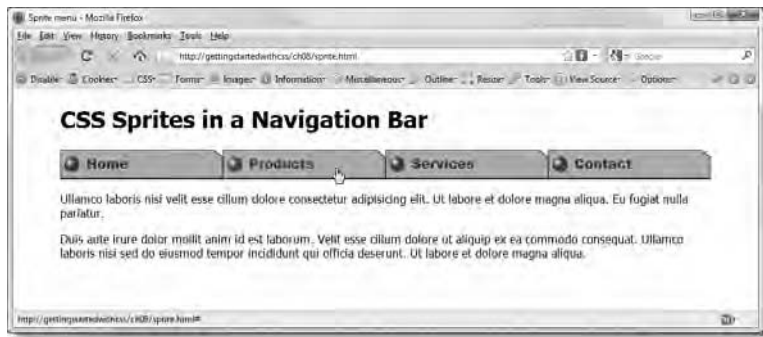 Sprite menu - Mozilla Firefox
File Edit View History Bookmarks Tools Help
http://gettingstartedwithcss/ch08/sprite.html
Disable Cookies CSS Forms Images Information Miscellaneous Outline Resize Tools View Source Options
CSS Sprites in a Navigation Bar
Home Products Services Contact
Ullamco laboris nisi velit esse cillum dolore consectetur adipisicing elit. Ut labore et dolore magna aliqua. Eu fugiat nulla
pariatur.
Duis aute irure dolor mollit anim id est laborum. Velit esse cillum dolore ut aliquip ex ea commodo consequat. Ullamco
laboris nisi sed do eiusmod tempor incididunt qui officia deserunt. Ut labore et dolore magna aliqua.
http://gettingstartedwithcss/ch08/sprite.html#